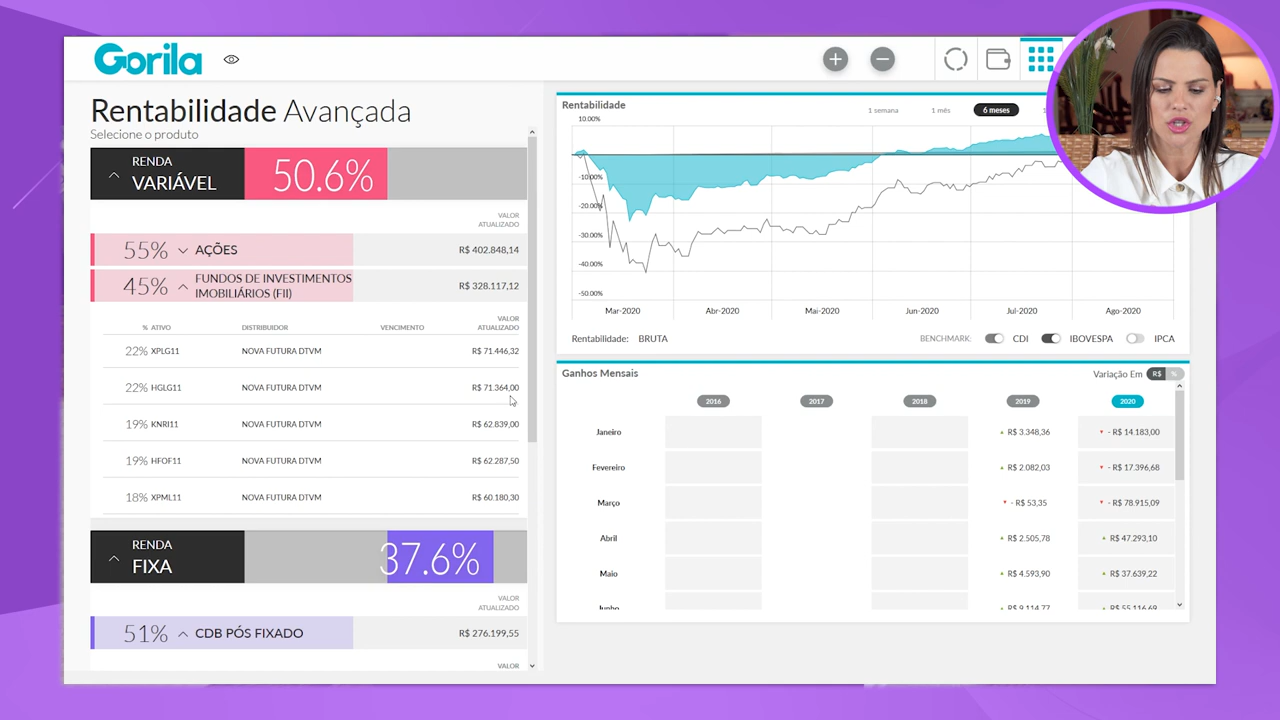 Gorila
Rentabilidade Avançada
Selecione o produto
RENDA
VARIÁVEL
50.6%
VALOR
ATUALIZADO
55% AÇÕES R$ 402.848,14
45% FUNDOS DE INVESTIMENTOS
IMOBILIÁRIOS (FII) R$ 328.117,12
% ATIVO DISTRIBUIDOR VENCIMENTO VALOR
ATUALIZADO
22% XPLG11 NOVA FUTURA DTVM R$ 71.446,32
22% HGLG11 NOVA FUTURA DTVM R$ 71.364,00
19% KNRI11 NOVA FUTURA DTVM R$ 62.839,00
19% HFOF11 NOVA FUTURA DTVM R$ 62.287,50
18% XPML11 NOVA FUTURA DTVM R$ 60.180,30
RENDA
FIXA
37.6%
VALOR
ATUALIZADO
51% CDB PÓS FIXADO R$ 276.199,55
VALOR
Rentabilidade
1 semana 1 mês 6 meses
10.00%
-10.00%
-20.00%
-30.00%
-40.00%
-50.00%
Mar-2020 Abr-2020 Mai-2020 Jun-2020 Jul-2020 Ago-2020
Rentabilidade: BRUTA BENCHMARK: CDI IBOVESPA IPCA
Ganhos Mensais Variação Em R$ %
2016 2017 2018 2019 2020
Janeiro R$ 3.348,36 - R$ 14.183,00
Fevereiro R$ 2.082,03 - R$ 17.396,68
Março - R$ 53,35 - R$ 78.915,09
Abril R$ 2.505,78 R$ 47.293,10
Maio R$ 4.593,90 R$ 37.639,22
Junho R$ 9.114,77 R$ 55.116,69